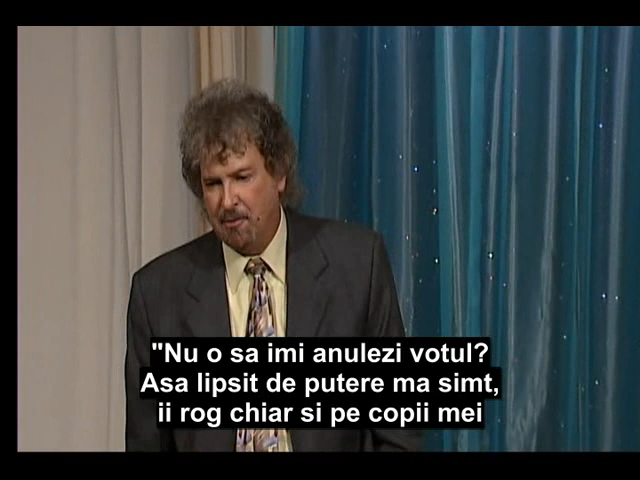 "Nu o sa imi anulezi votul?
Asa lipsit de putere ma simt,
ii rog chiar si pe copii mei